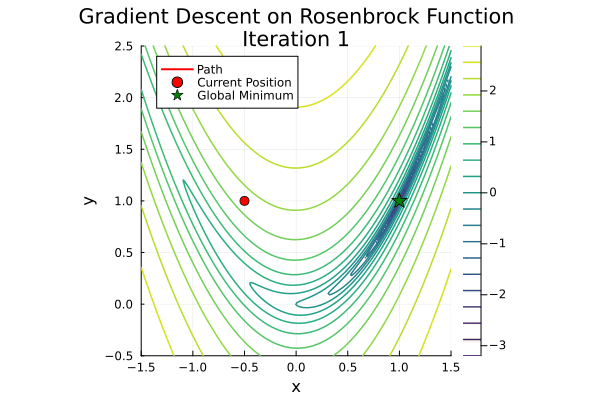 Gradient Descent on Rosenbrock Function
Iteration 1
Path
Current Position
Global Minimum
2.5
2.0
1.5
1.0
0.5
0.0
−0.5
y
−1.5
−1.0
−0.5
0.0
0.5
1.0
1.5
x
2
1
0
−1
−2
−3